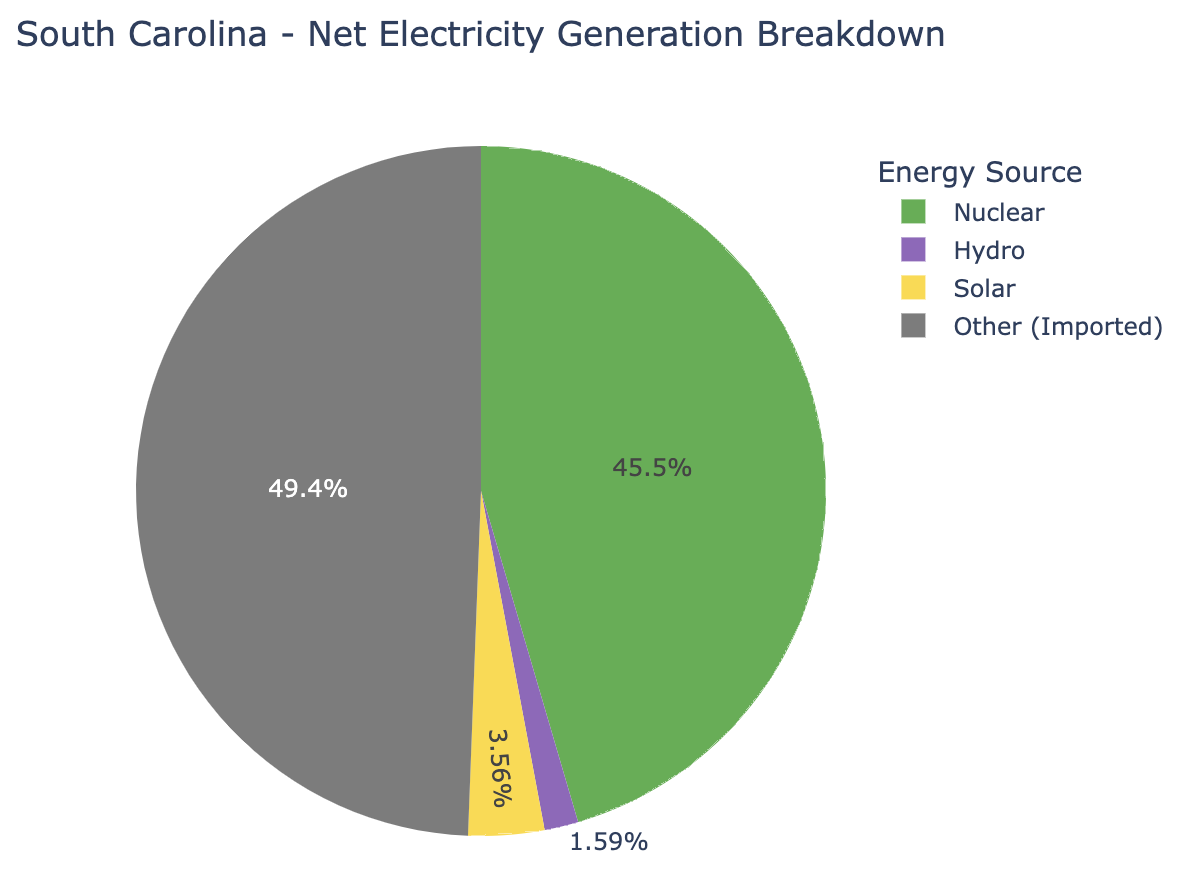 South Carolina - Net Electricity Generation Breakdown
Energy Source
Nuclear
Hydro
Solar
Other (Imported)
45.5%
49.4%
3.56%
1.59%